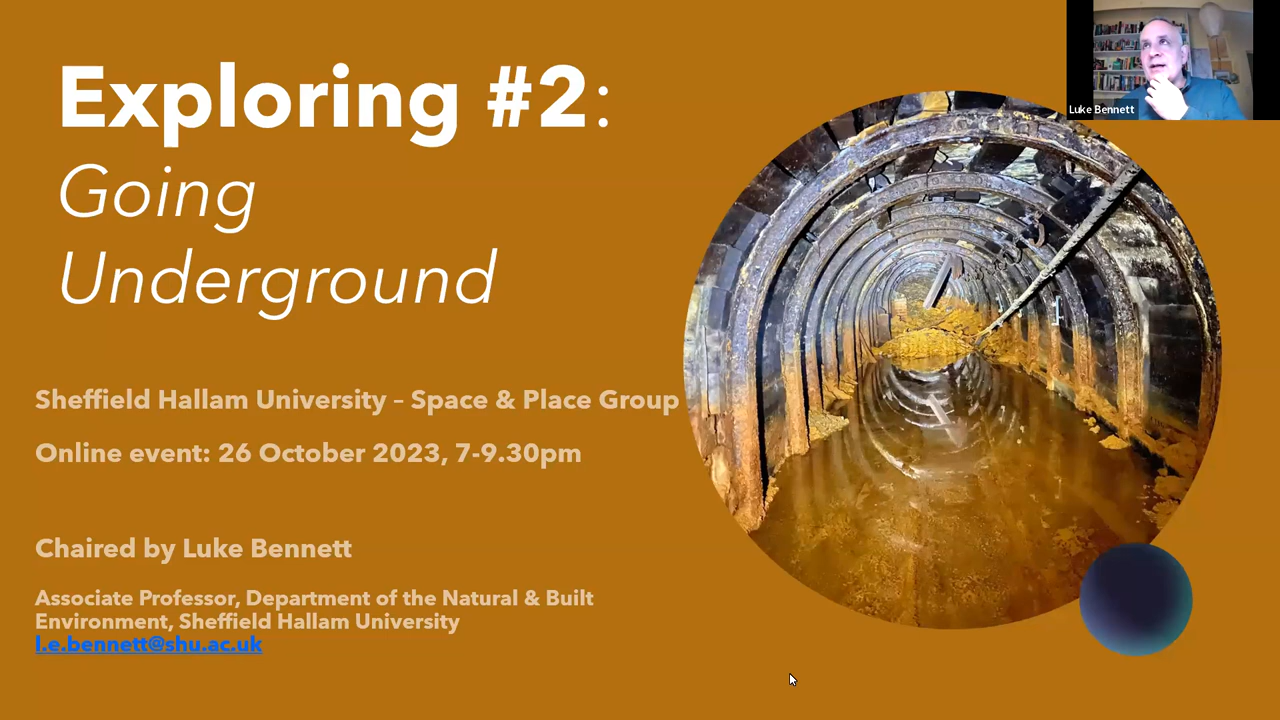 Exploring #2:
Going
Underground
Sheffield Hallam University – Space & Place Group
Online event: 26 October 2023, 7-9.30pm
Chaired by Luke Bennett
Associate Professor, Department of the Natural & Built
Environment, Sheffield Hallam University
l.e.bennett@shu.ac.uk
Luke Bennett